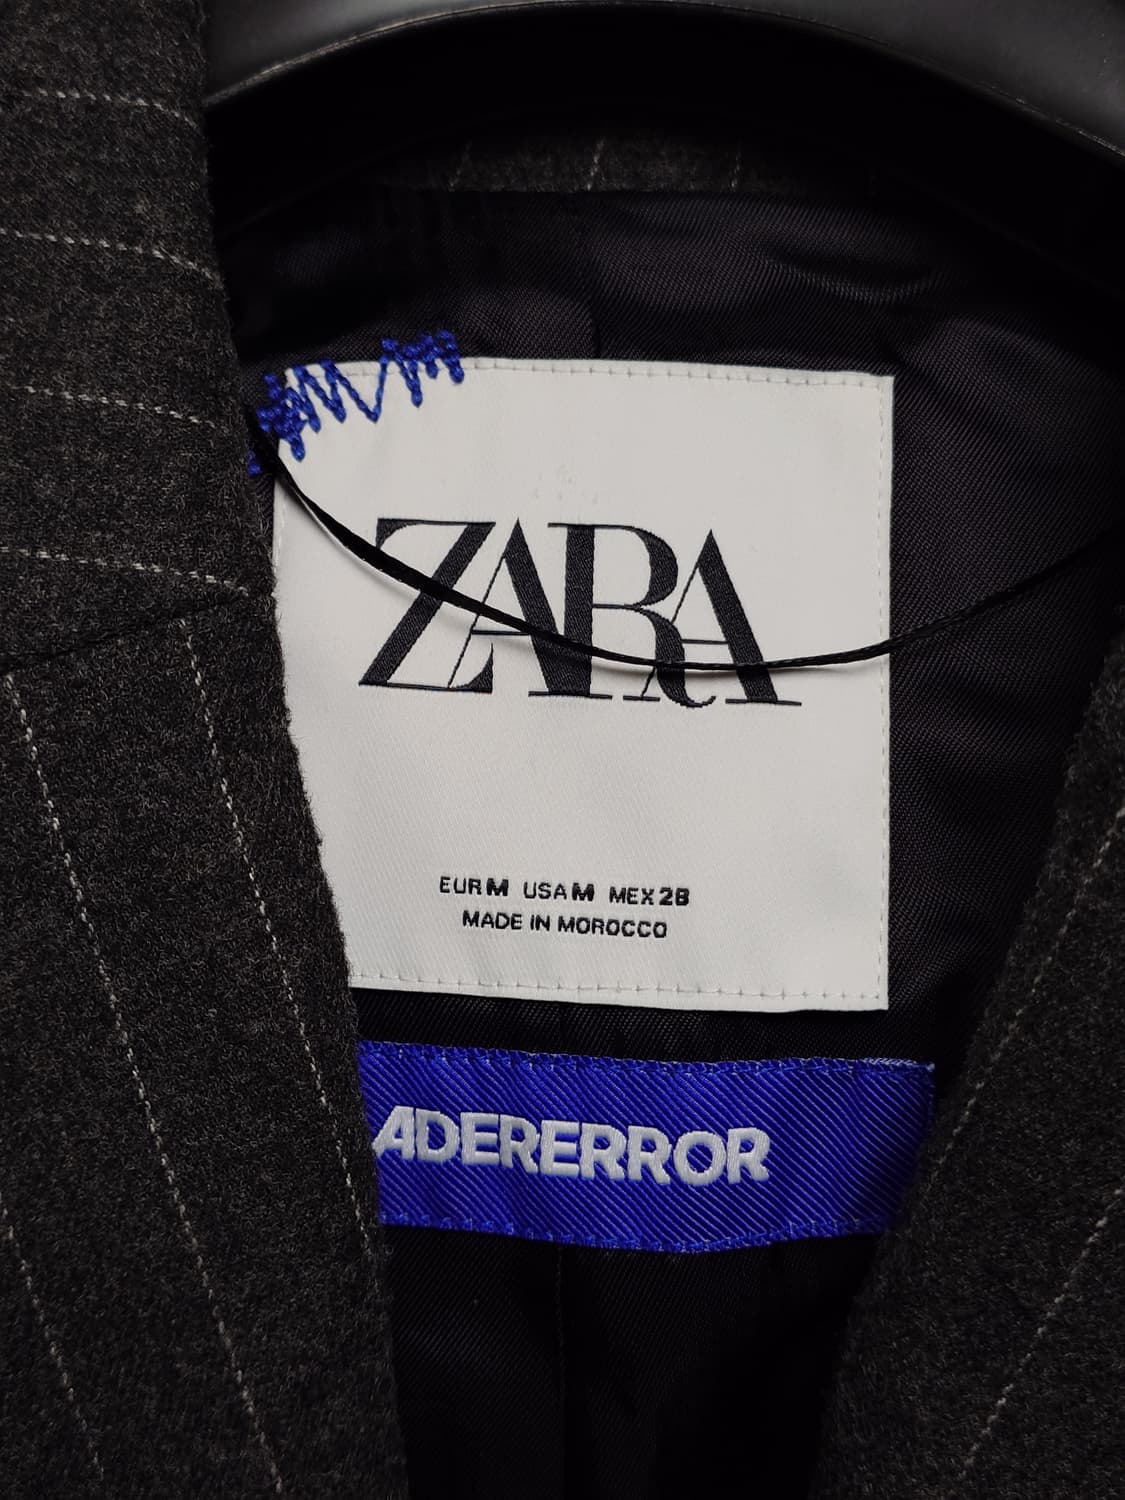 ZARA
EUR M USA M MEX 28
MADE IN MOROCCO
ADERERROR